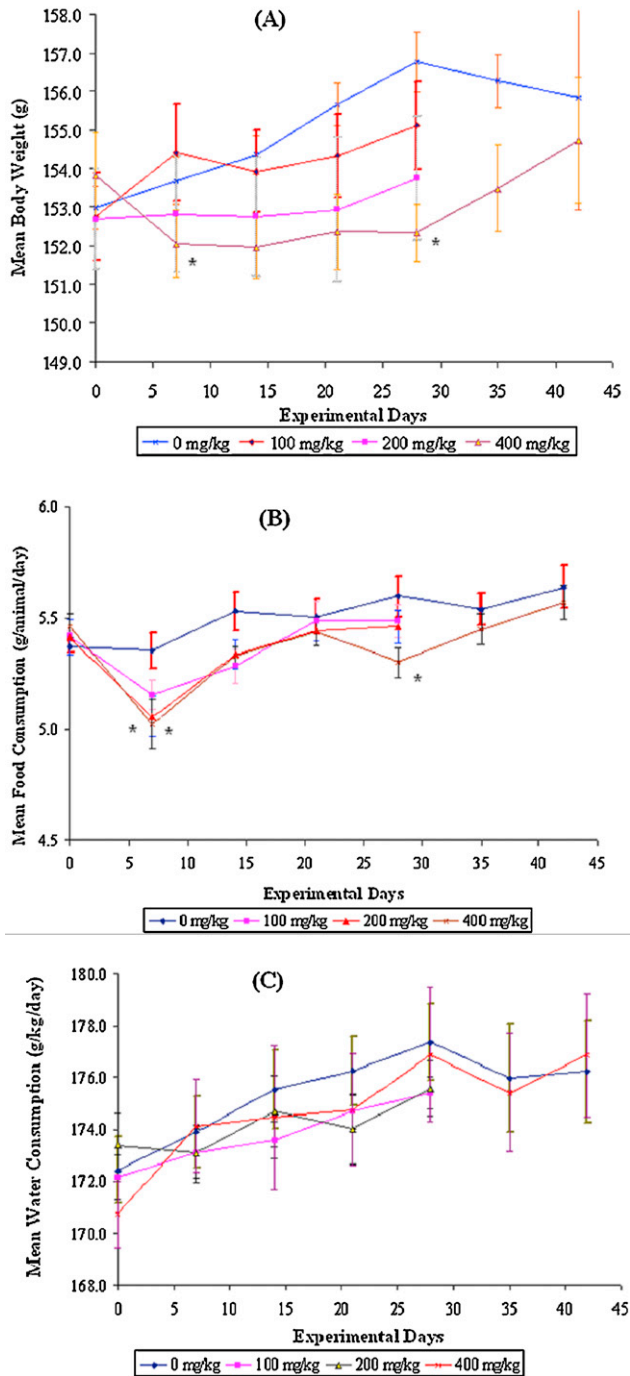 (A)
Mean Body Weight (g)
158.0
157.0
156.0
155.0
154.0
153.0
152.0
151.0
150.0
149.0
*
*
0 5 10 15 20 25 30 35 40 45
Experimental Days
0 mg/kg 100 mg/kg 200 mg/kg 400 mg/kg
(B)
Mean Food Consumption (g/animal/day)
6.0
5.5
5.0
4.5
* *
*
0 5 10 15 20 25 30 35 40 45
Experimental Days
0 mg/kg 100 mg/kg 200 mg/kg 400 mg/kg
(C)
Mean Water Consumption (g/kg/day)
180.0
178.0
176.0
174.0
172.0
170.0
168.0
0 5 10 15 20 25 30 35 40 45
Experimental Days
0 mg/kg 100 mg/kg 200 mg/kg 400 mg/kg